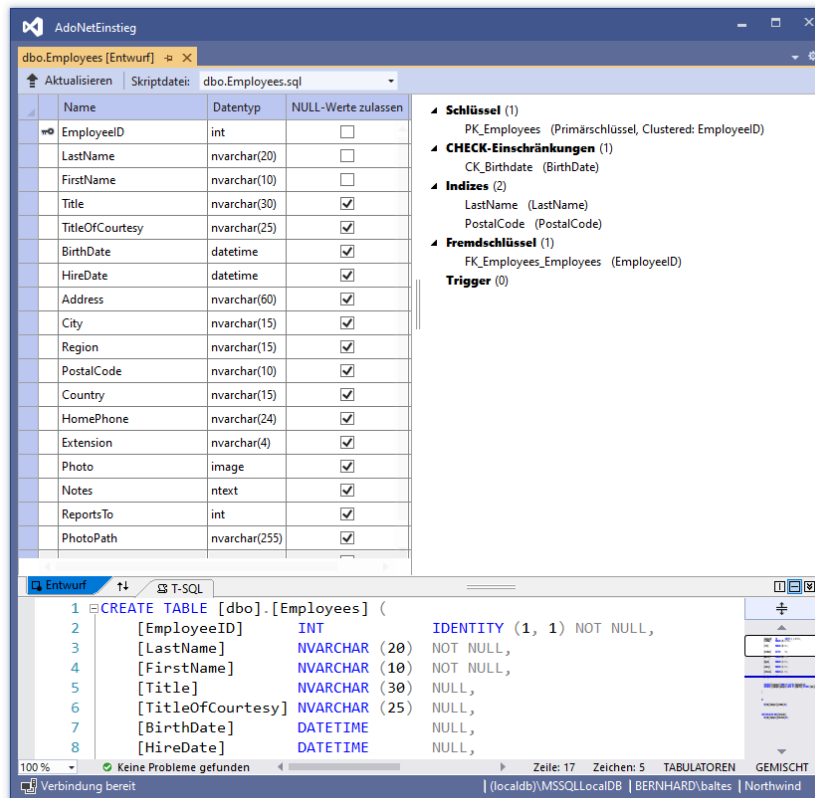 AdoNetEinstieg
dbo.Employees [Entwurf]
Aktualisieren Skriptdatei: dbo.Employees.sql
Name Datentyp NULL-Werte zulassen
EmployeeID int
LastName nvarchar(20)
FirstName nvarchar(10)
Title nvarchar(30)
TitleOfCourtesy nvarchar(25)
BirthDate datetime
HireDate datetime
Address nvarchar(60)
City nvarchar(15)
Region nvarchar(15)
PostalCode nvarchar(10)
Country nvarchar(15)
HomePhone nvarchar(24)
Extension nvarchar(4)
Photo image
Notes ntext
ReportsTo int
PhotoPath nvarchar(255)
Schlüssel (1)
PK_Employees (Primärschlüssel, Clustered: EmployeeID)
CHECK-Einschränkungen (1)
CK_Birthdate (BirthDate)
Indizes (2)
LastName (LastName)
PostalCode (PostalCode)
Fremdschlüssel (1)
FK_Employees_Employees (EmployeeID)
Trigger (0)
Entwurf T-SQL
1 CREATE TABLE [dbo].[Employees] (
2 [EmployeeID] INT IDENTITY (1, 1) NOT NULL,
3 [LastName] NVARCHAR (20) NOT NULL,
4 [FirstName] NVARCHAR (10) NOT NULL,
5 [Title] NVARCHAR (30) NULL,
6 [TitleOfCourtesy] NVARCHAR (25) NULL,
7 [BirthDate] DATETIME NULL,
8 [HireDate] DATETIME NULL,
100 % Keine Probleme gefunden Zeile: 17 Zeichen: 5 TABULATOREN GEMISCHT
Verbindung bereit (localdb)\MSSQLLocalDB BERNHARD\baltes Northwind